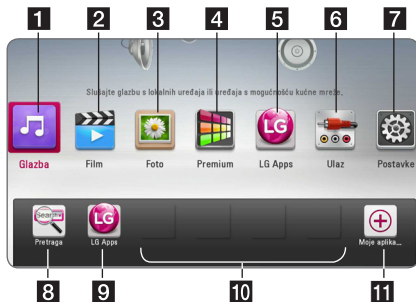 1 2 3 4 5 6 7
Slušajte glazbu s lokalnih uređaja ili uređaja s mogućnošću kućne mreže.
LG
Glazba Film Foto Premium LG Apps Ulaz Postavke
Search LG
Pretraga LG Apps Moje aplika...
8 9 10 11